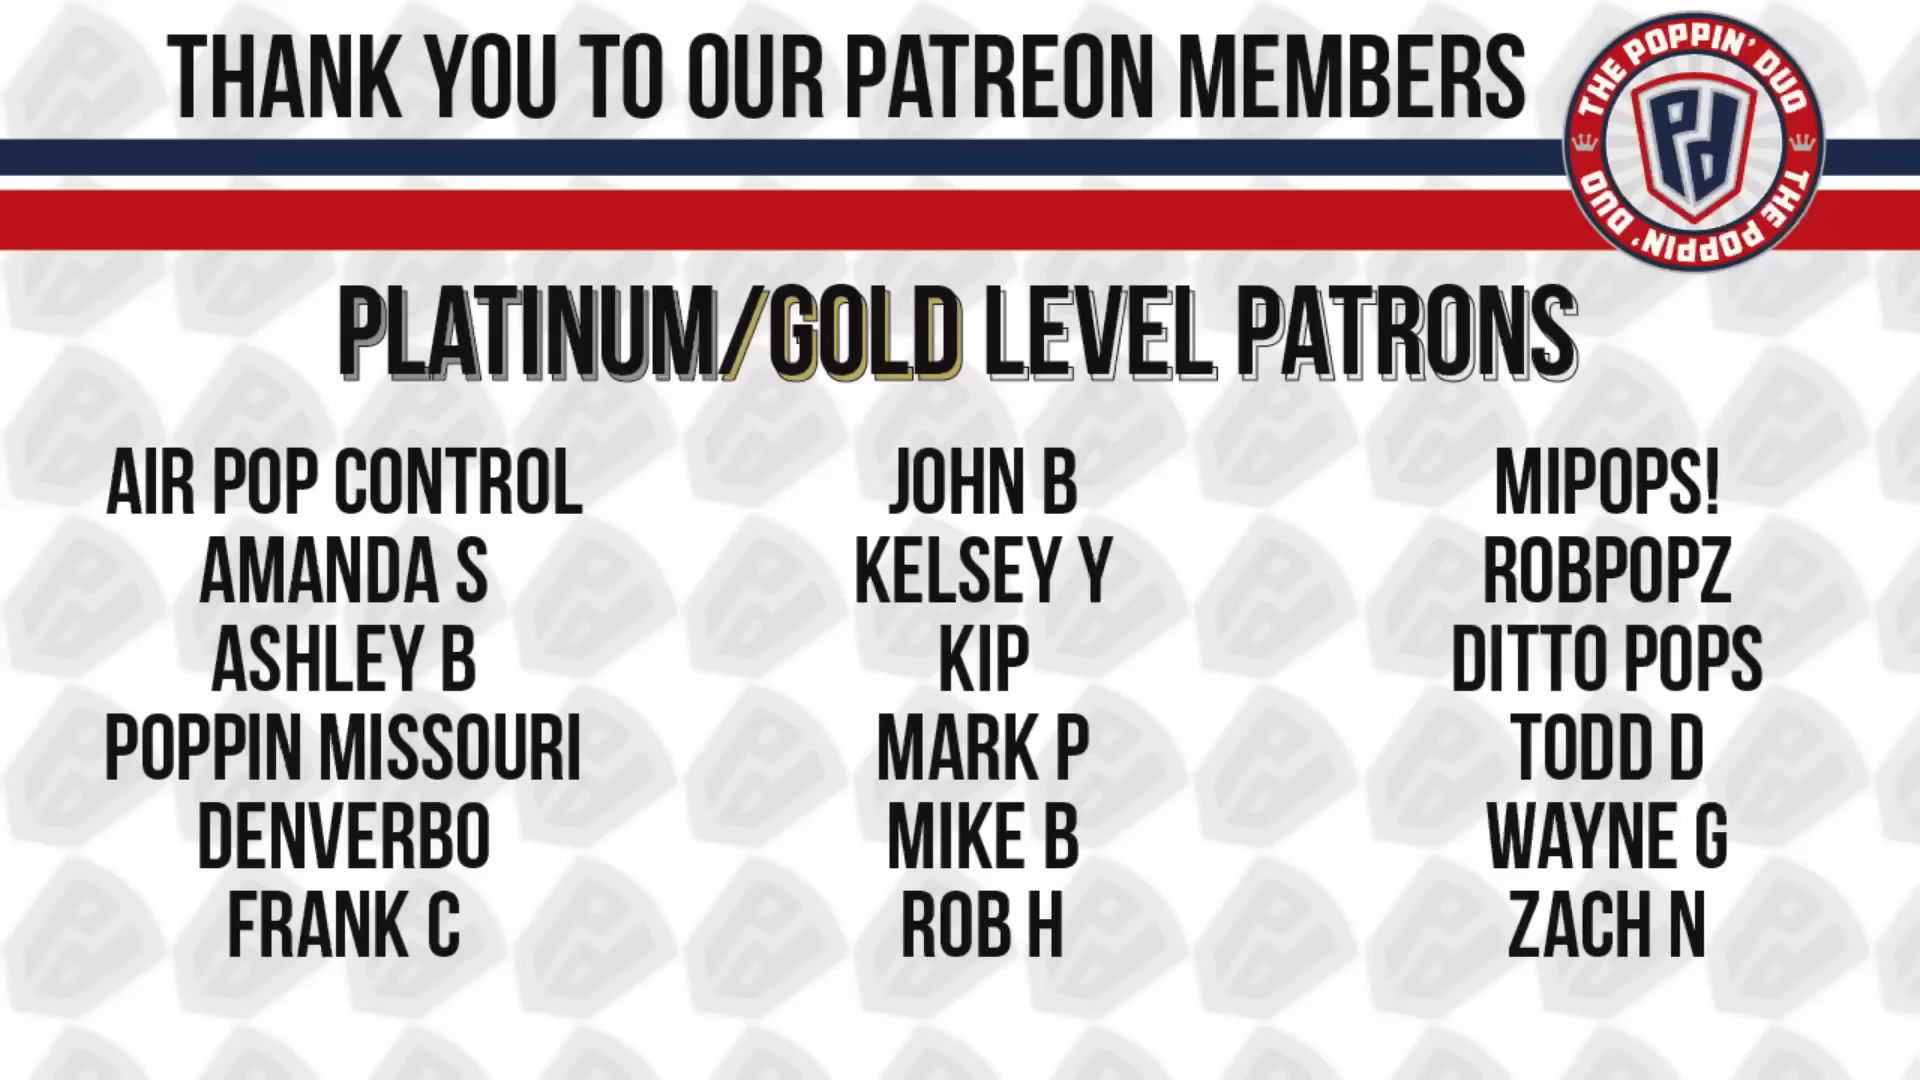 THANK YOU TO OUR PATREON MEMBERS
THE POPPIN' DUO
THE POPPIN' DUO
PD
PLATINUM/GOLD LEVEL PATRONS
AIR POP CONTROL
AMANDA S
ASHLEY B
POPPIN MISSOURI
DENVERBO
FRANK C
JOHN B
KELSEY Y
KIP
MARK P
MIKE B
ROB H
MIPOPS!
ROBPOPZ
DITTO POPS
TODD D
WAYNE G
ZACH N